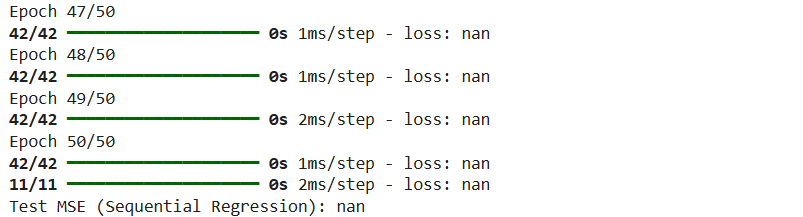 Epoch 47/50
42/42 ━━━━━━━━━━━━━━━━━━━━ 0s 1ms/step - loss: nan
Epoch 48/50
42/42 ━━━━━━━━━━━━━━━━━━━━ 0s 1ms/step - loss: nan
Epoch 49/50
42/42 ━━━━━━━━━━━━━━━━━━━━ 0s 2ms/step - loss: nan
Epoch 50/50
42/42 ━━━━━━━━━━━━━━━━━━━━ 0s 1ms/step - loss: nan
11/11 ━━━━━━━━━━━━━━━━━━━━ 0s 2ms/step - loss: nan
Test MSE (Sequential Regression): nan